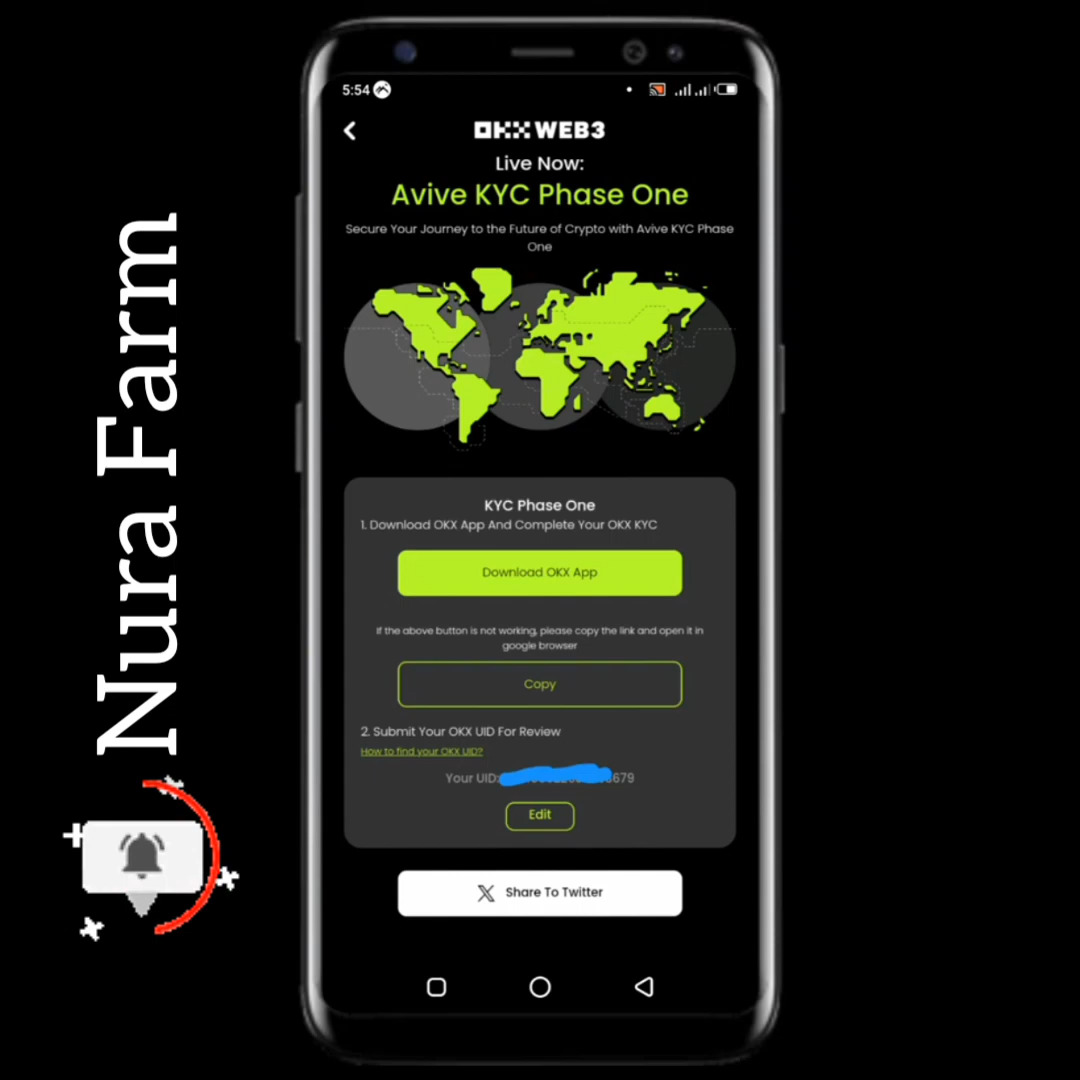 Nura Farm
5:54
OKX WEB3
Live Now:
Avive KYC Phase One
Secure Your Journey to the Future of Crypto with Avive KYC Phase
One
KYC Phase One
1. Download OKX App And Complete Your OKX KYC
Download OKX App
If the above button is not working, please copy the link and open it in
google browser
Copy
2. Submit Your OKX UID For Review
How to find your OKX UID?
Your UID: 679
Edit
Share To Twitter